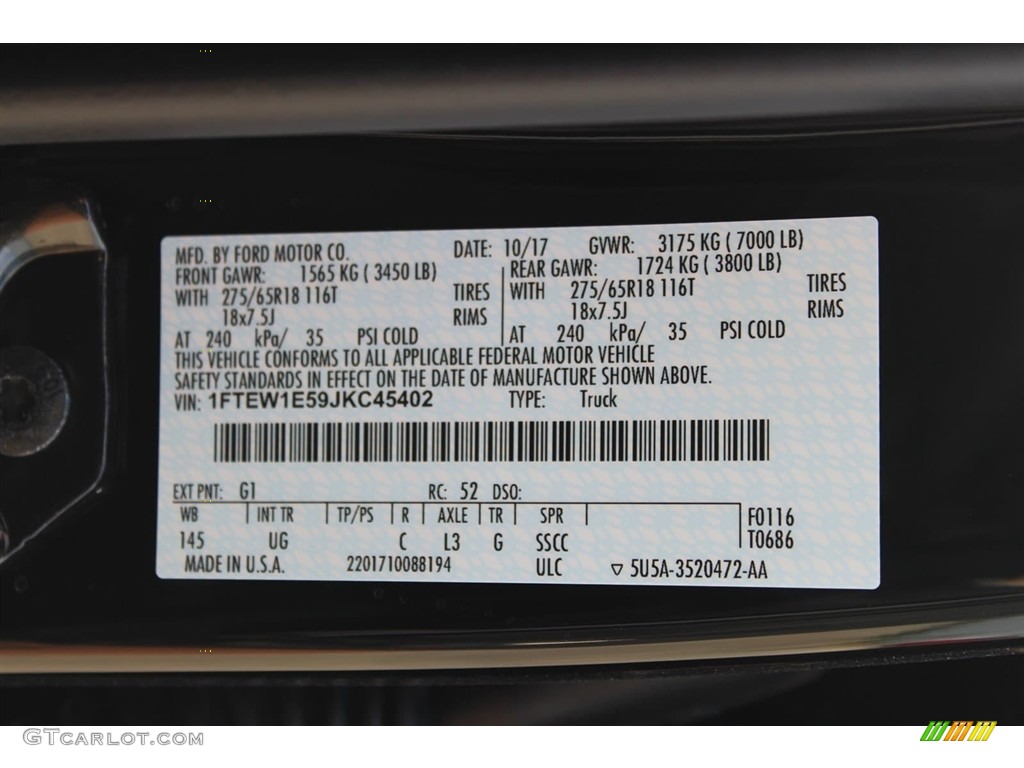 MFD. BY FORD MOTOR CO. DATE: 10/17 GVWR: 3175 KG ( 7000 LB)
FRONT GAWR: 1565 KG ( 3450 LB) REAR GAWR: 1724 KG ( 3800 LB)
WITH 275/65R18 116T TIRES WITH 275/65R18 116T TIRES
18x7.5J RIMS 18x7.5J RIMS
AT 240 kPa/ 35 PSI COLD AT 240 kPa/ 35 PSI COLD
THIS VEHICLE CONFORMS TO ALL APPLICABLE FEDERAL MOTOR VEHICLE
SAFETY STANDARDS IN EFFECT ON THE DATE OF MANUFACTURE SHOWN ABOVE.
VIN: 1FTEW1E59JKC45402 TYPE: Truck
EXT PNT: G1 RC: 52 DSO:
WB INT TR TP/PS R AXLE TR SPR F0116
145 UG C L3 G SSCC T0686
MADE IN U.S.A. 2201710088194 ULC ▽ 5U5A-3520472-AA
GTCARLOT.COM